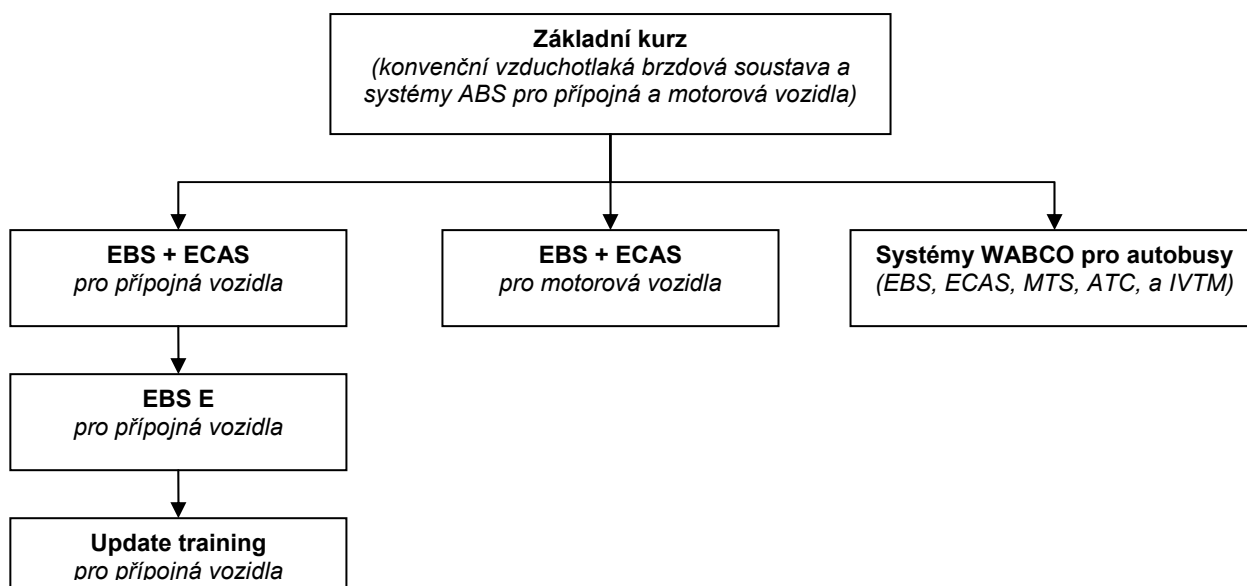 Základní kurz
(konvenční vzduchotlaká brzdová soustava a
systémy ABS pro přípojná a motorová vozidla)
EBS + ECAS
pro přípojná vozidla
EBS + ECAS
pro motorová vozidla
Systémy WABCO pro autobusy
(EBS, ECAS, MTS, ATC, a IVTM)
EBS E
pro přípojná vozidla
Update training
pro přípojná vozidla